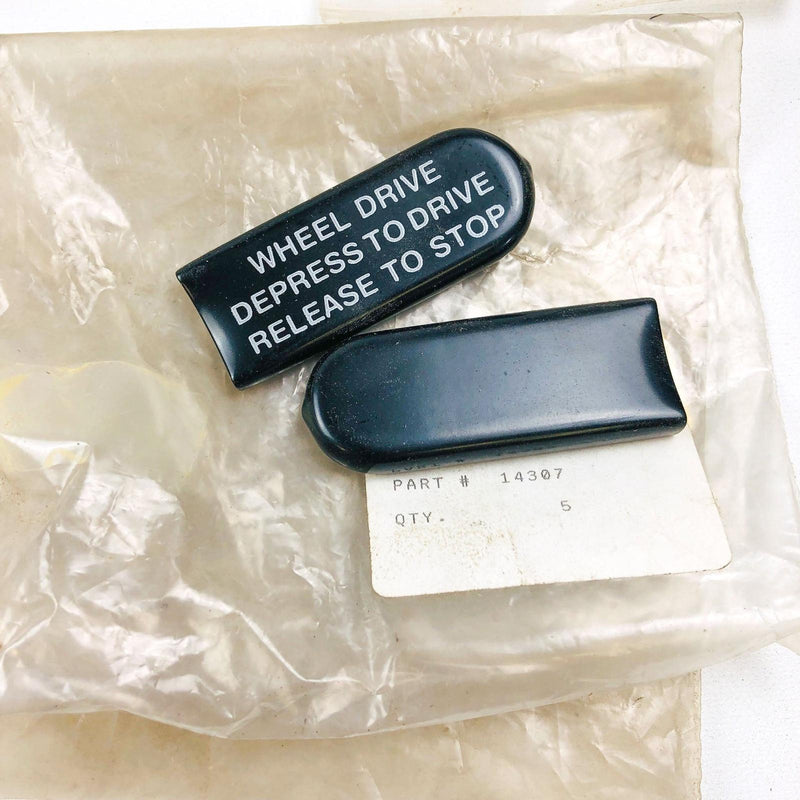 WHEEL DRIVE
DEPRESS TO DRIVE
RELEASE TO STOP
PART # 14307
QTY. 5